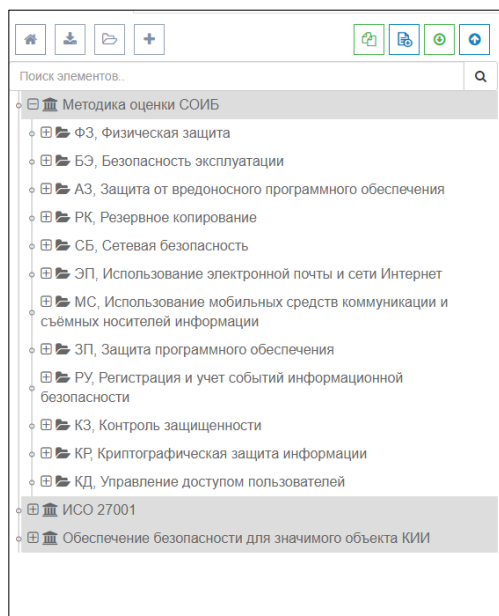 Поиск элементов..
Методика оценки СОИБ
ФЗ, Физическая защита
БЭ, Безопасность эксплуатации
АЗ, Защита от вредоносного программного обеспечения
РК, Резервное копирование
СБ, Сетевая безопасность
ЭП, Использование электронной почты и сети Интернет
МС, Использование мобильных средств коммуникации и
съёмных носителей информации
ЗП, Защита программного обеспечения
РУ, Регистрация и учет событий информационной
безопасности
КЗ, Контроль защищенности
КР, Криптографическая защита информации
КД, Управление доступом пользователей
ИСО 27001
Обеспечение безопасности для значимого объекта КИИ